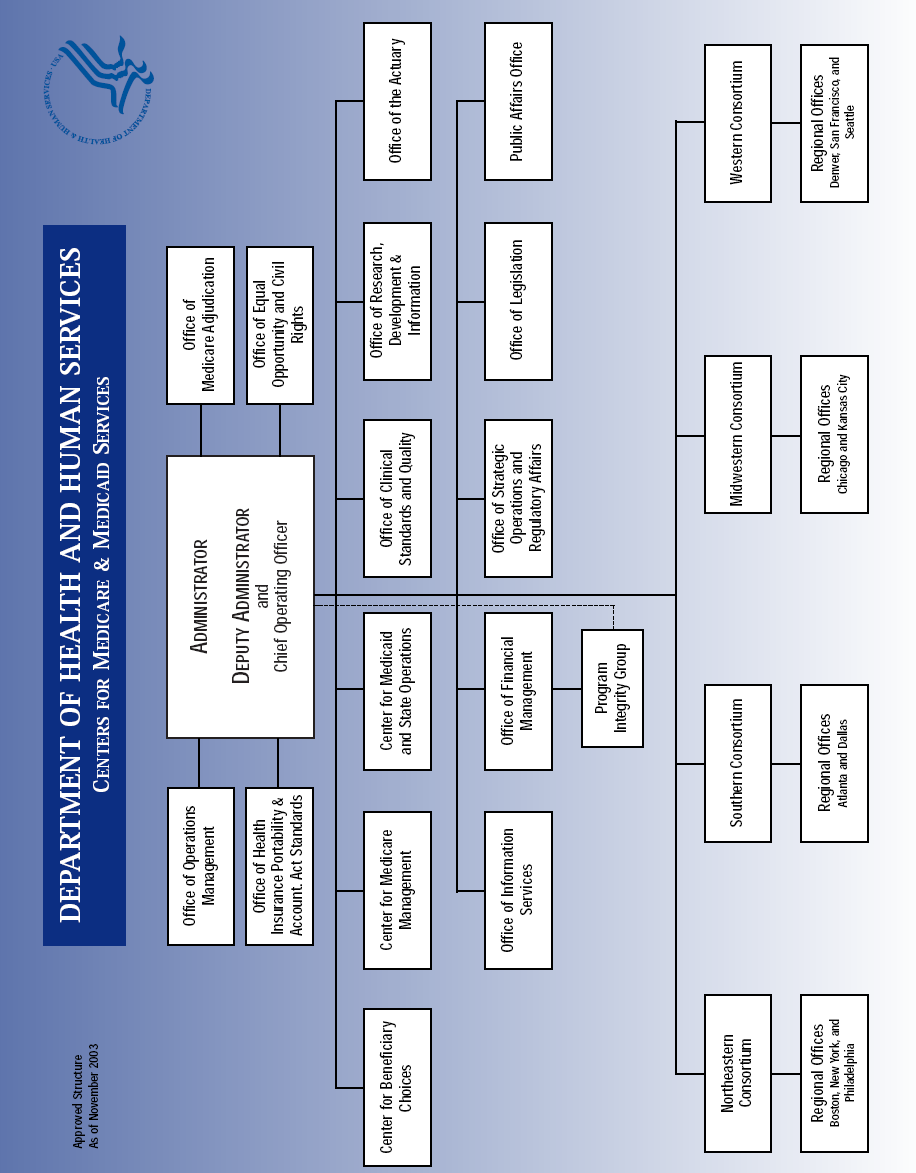 Approved Structure
As of November 2003
DEPARTMENT OF HEALTH AND HUMAN SERVICES
CENTERS FOR MEDICARE & MEDICAID SERVICES
DEPARTMENT OF HEALTH & HUMAN SERVICES · USA
Office of Operations
Management
Office of Health
Insurance Portability &
Account. Act Standards
ADMINISTRATOR
DEPUTY ADMINISTRATOR
and
Chief Operating Officer
Office of
Medicare Adjudication
Office of Equal
Opportunity and Civil
Rights
Center for Beneficiary
Choices
Center for Medicare
Management
Center for Medicaid
and State Operations
Office of Clinical
Standards and Quality
Office of Research,
Development &
Information
Office of the Actuary
Office of Information
Services
Office of Financial
Management
Office of Strategic
Operations and
Regulatory Affairs
Office of Legislation
Public Affairs Office
Program
Integrity Group
Northeastern
Consortium
Southern Consortium
Midwestern Consortium
Western Consortium
Regional Offices
Boston, New York, and
Philadelphia
Regional Offices
Atlanta and Dallas
Regional Offices
Chicago and Kansas City
Regional Offices
Denver, San Francisco, and
Seattle